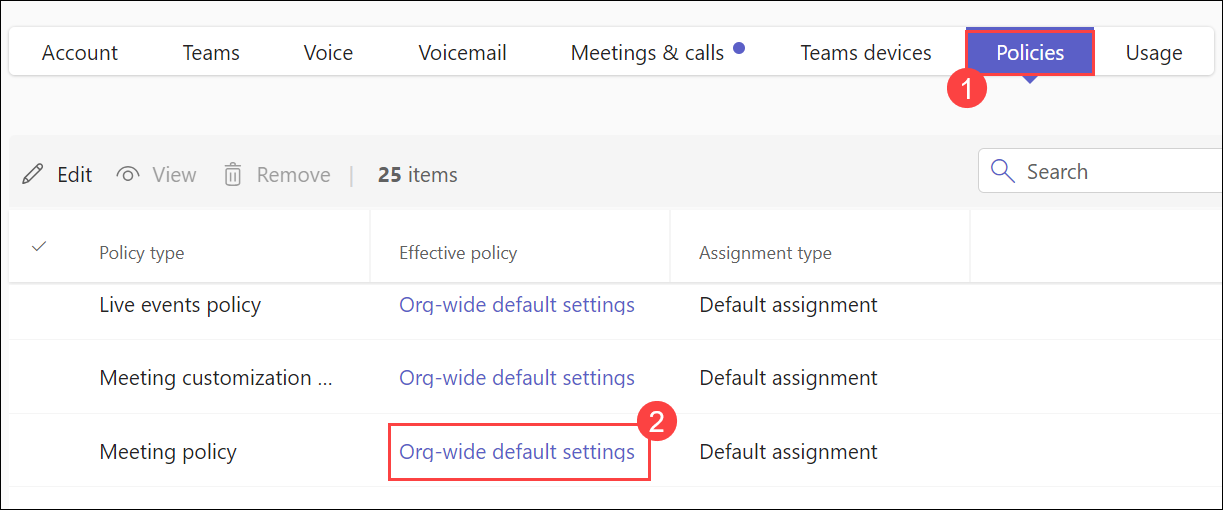 Account Teams Voice Voicemail Meetings & calls Teams devices Policies Usage
1
Edit View Remove | 25 items Search
Policy type Effective policy Assignment type
Live events policy Org-wide default settings Default assignment
Meeting customization ... Org-wide default settings Default assignment
2
Meeting policy Org-wide default settings Default assignment